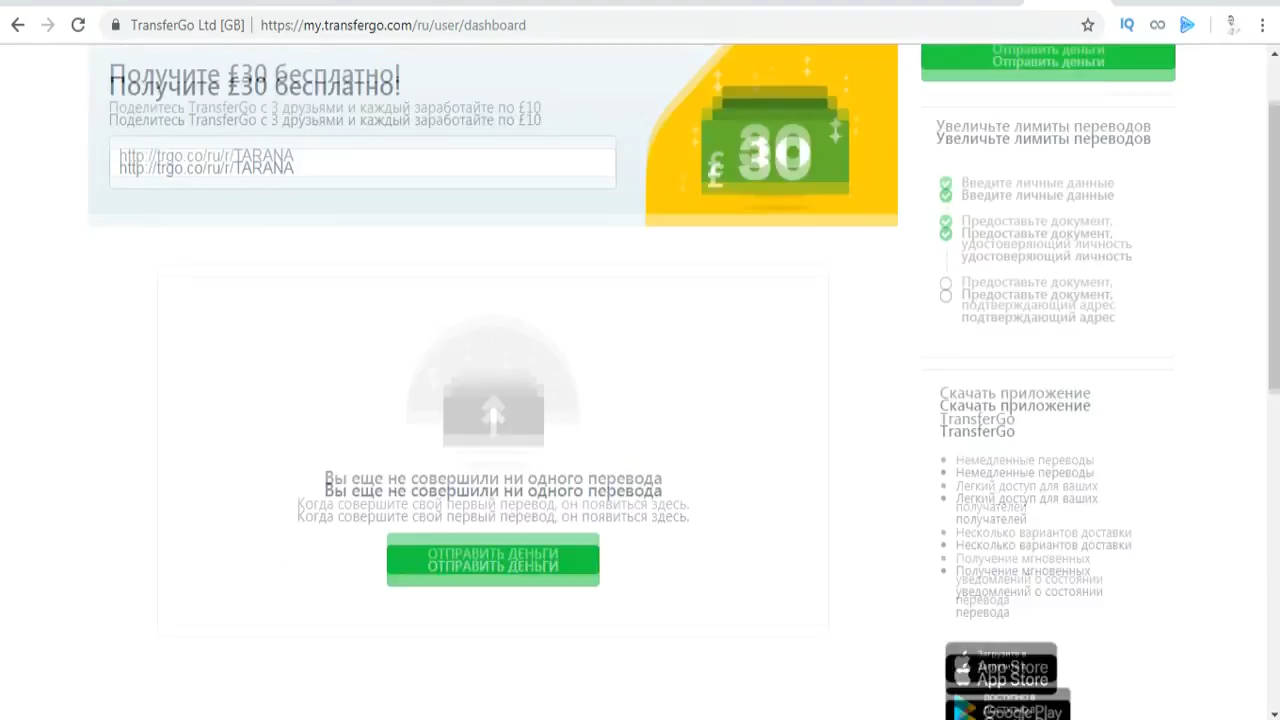 TransferGo Ltd [GB] | https://my.transfergo.com/ru/user/dashboard
Получите £30 бесплатно!
Поделитесь TransferGo с 3 друзьями и каждый заработайте по £10
http://trgo.co/ru/r/TARANA
£ 30
Вы еще не совершили ни одного перевода
Когда совершите свой первый перевод, он появиться здесь.
ОТПРАВИТЬ ДЕНЬГИ
Отправить деньги
Увеличьте лимиты переводов
Введите личные данные
Предоставьте документ,
удостоверяющий личность
Предоставьте документ,
подтверждающий адрес
Скачать приложение
TransferGo
Немедленные переводы
Легкий доступ для ваших
получателей
Несколько вариантов доставки
Получение мгновенных
уведомлений о состоянии
перевода
Загрузите в
App Store
ДОСТУПНО В
Google Play